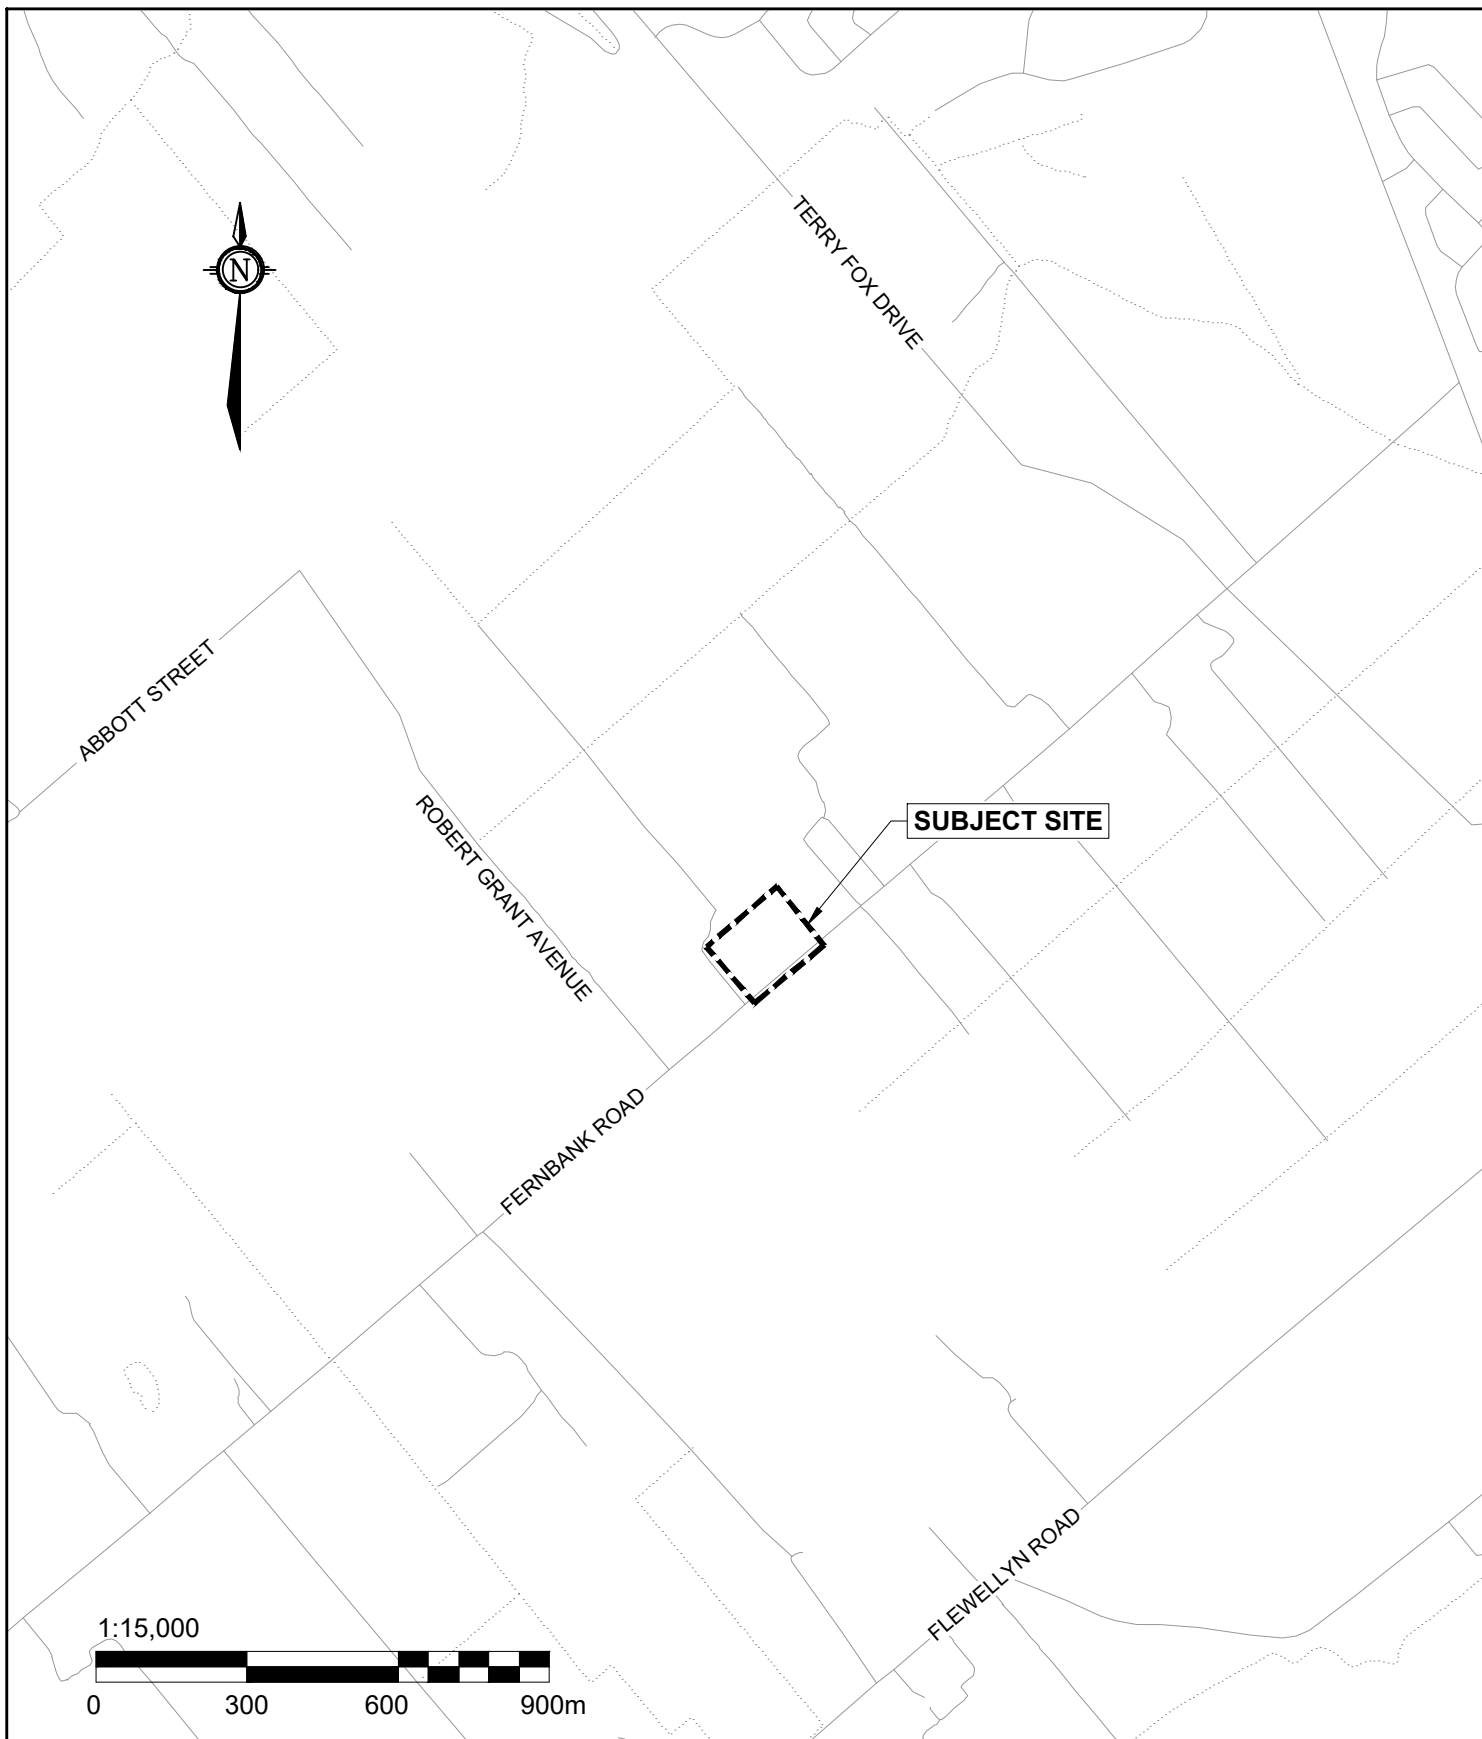 TERRY FOX DRIVE
N
ABBOTT STREET
ROBERT GRANT AVENUE
SUBJECT SITE
FERNBANK ROAD
FLEWELLYN ROAD
1:15,000
0 300 600 900m